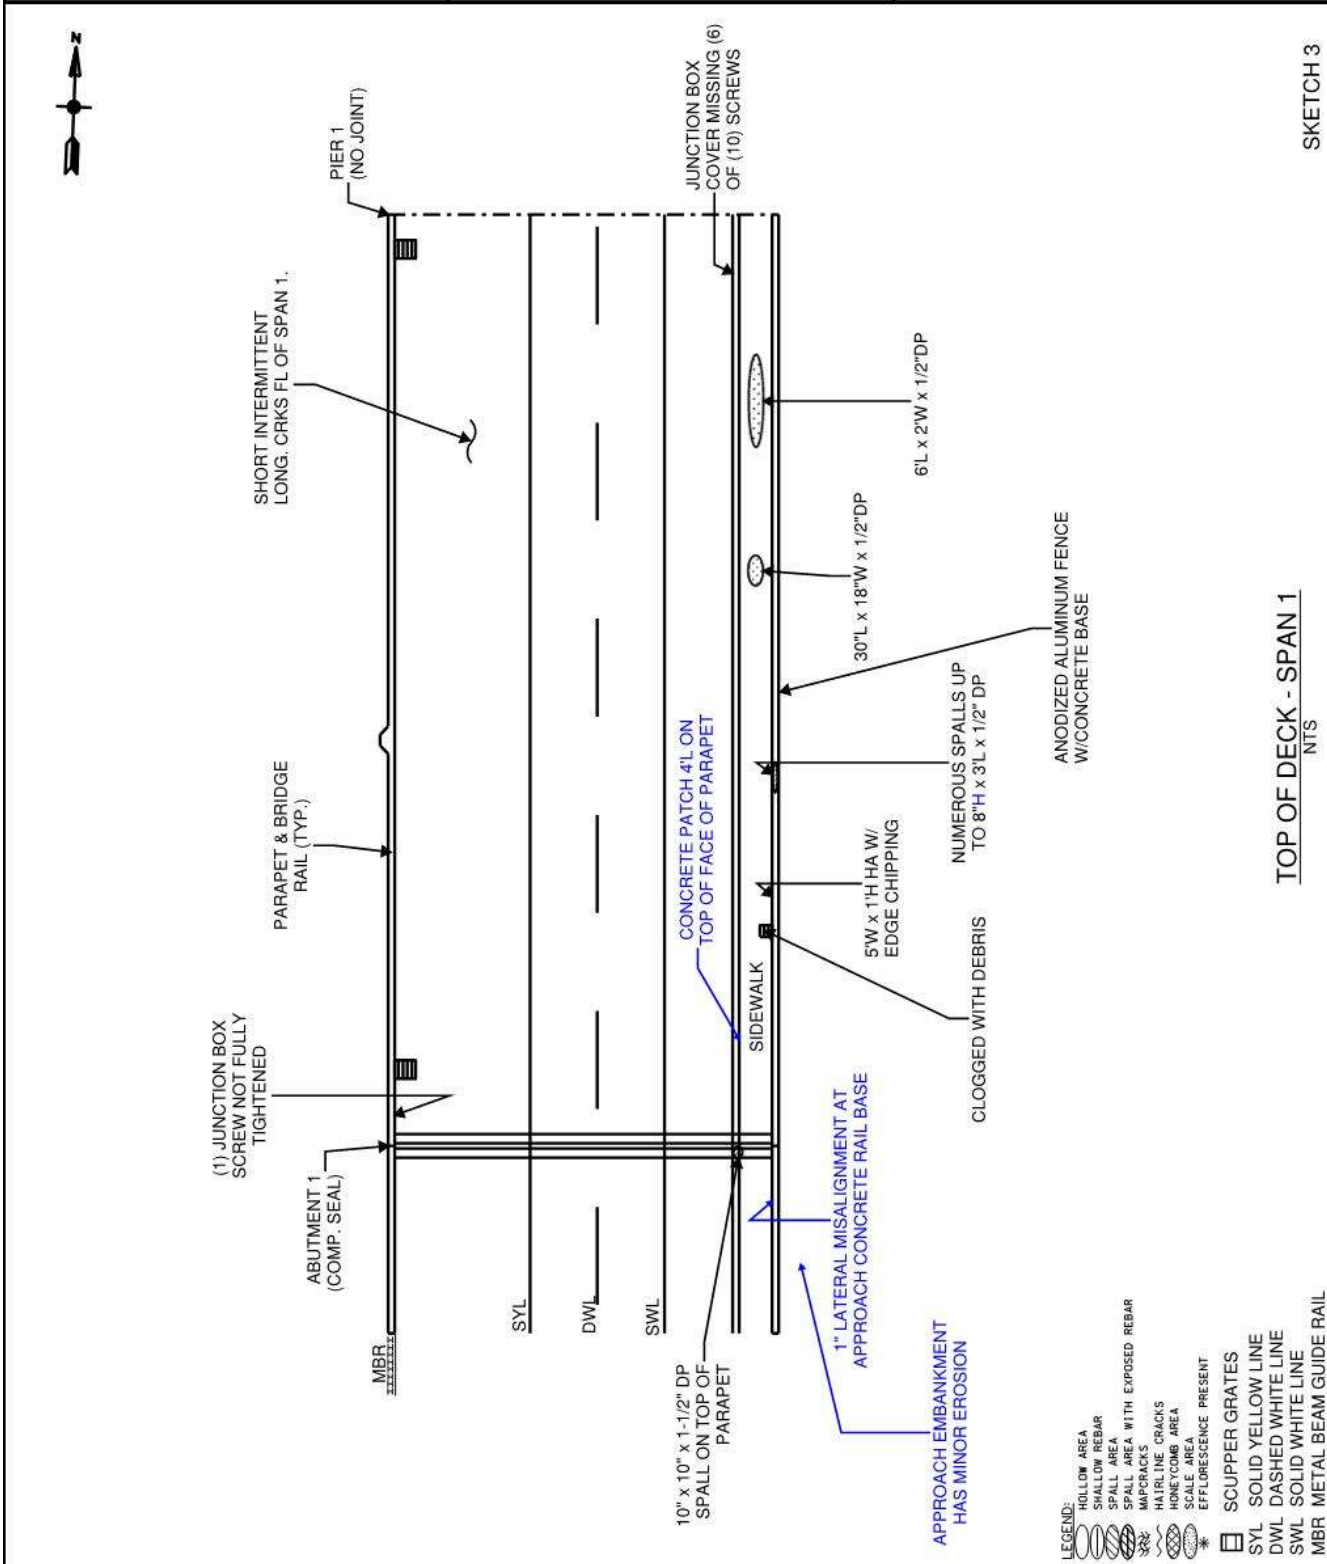 N
PIER 1
(NO JOINT)
JUNCTION BOX
COVER MISSING (6)
OF (10) SCREWS
SHORT INTERMITTENT
LONG. CRKS FL OF SPAN 1.
6'L x 2'W x 1/2"DP
30"L x 18"W x 1/2"DP
PARAPET & BRIDGE
RAIL (TYP.)
ANODIZED ALUMINUM FENCE
W/CONCRETE BASE
CONCRETE PATCH 4'L ON
TOP OF FACE OF PARAPET
NUMEROUS SPALLS UP
TO 8"H x 3'L x 1/2" DP
5'W x 1'H HA W/
EDGE CHIPPING
SIDEWALK
CLOGGED WITH DEBRIS
(1) JUNCTION BOX
SCREW NOT FULLY
TIGHTENED
ABUTMENT 1
(COMP. SEAL)
1" LATERAL MISALIGNMENT AT
APPROACH CONCRETE RAIL BASE
MBR
SYL
DWL
SWL
10" x 10" x 1-1/2" DP
SPALL ON TOP OF
PARAPET
APPROACH EMBANKMENT
HAS MINOR EROSION
LEGEND:
HOLLOW AREA
SHALLOW REBAR
SPALL AREA
SPALL AREA WITH EXPOSED REBAR
MAPCRACKS
HAIRLINE CRACKS
HONEYCOMB AREA
SCALE AREA
* EFFLORESCENCE PRESENT
SCUPPER GRATES
SYL SOLID YELLOW LINE
DWL DASHED WHITE LINE
SWL SOLID WHITE LINE
MBR METAL BEAM GUIDE RAIL
TOP OF DECK - SPAN 1
NTS
SKETCH 3